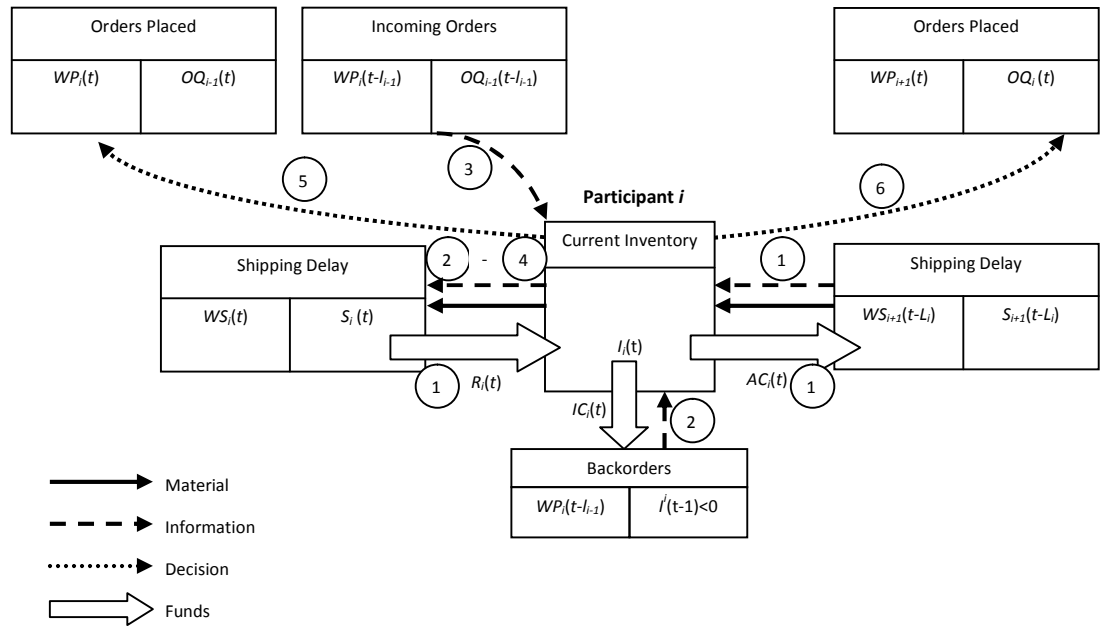 Orders Placed
WPi(t) OQi-1(t)
Incoming Orders
WPi(t-li-1) OQi-1(t-li-1)
Orders Placed
WPi+1(t) OQi (t)
5
3
6
Participant i
Current Inventory
Ii(t)
2 - 4
1
Shipping Delay
WSi(t) Si (t)
Shipping Delay
WSi+1(t-Li) Si+1(t-Li)
1 Ri(t)
ACi(t) 1
ICi(t)
2
Backorders
WPi(t-li-1) Ii(t-1)<0
Material
Information
Decision
Funds